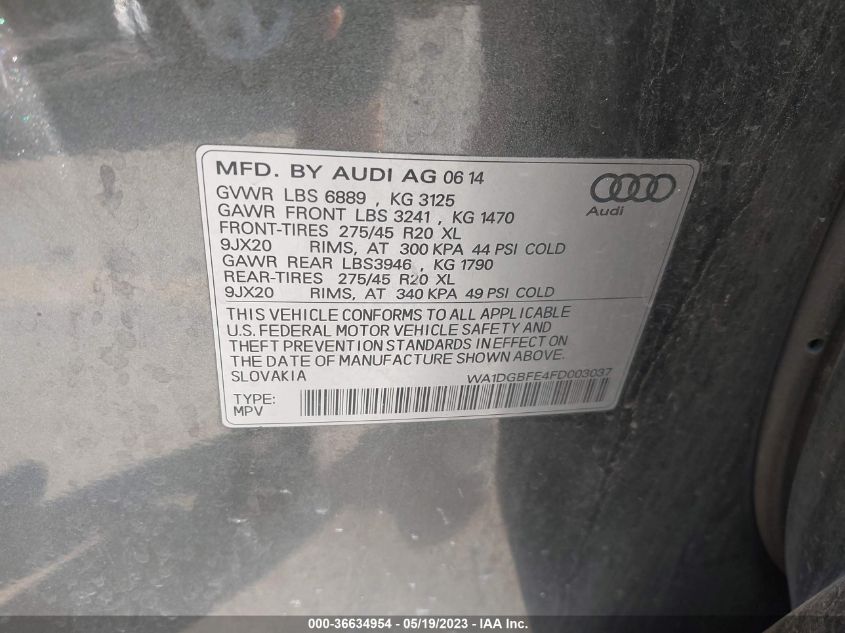 MFD. BY AUDI AG 06 14
GVWR LBS 6889 , KG 3125
GAWR FRONT LBS 3241 , KG 1470
FRONT-TIRES 275/45 R20 XL
9JX20 RIMS, AT 300 KPA 44 PSI COLD
GAWR REAR LBS3946 , KG 1790
REAR-TIRES 275/45 R20 XL
9JX20 RIMS, AT 340 KPA 49 PSI COLD
Audi
THIS VEHICLE CONFORMS TO ALL APPLICABLE
U.S. FEDERAL MOTOR VEHICLE SAFETY AND
THEFT PREVENTION STANDARDS IN EFFECT ON
THE DATE OF MANUFACTURE SHOWN ABOVE.
SLOVAKIA WA1DGBFE4FD003037
TYPE:
MPV
000-36634954 - 05/19/2023 - IAAI.COM